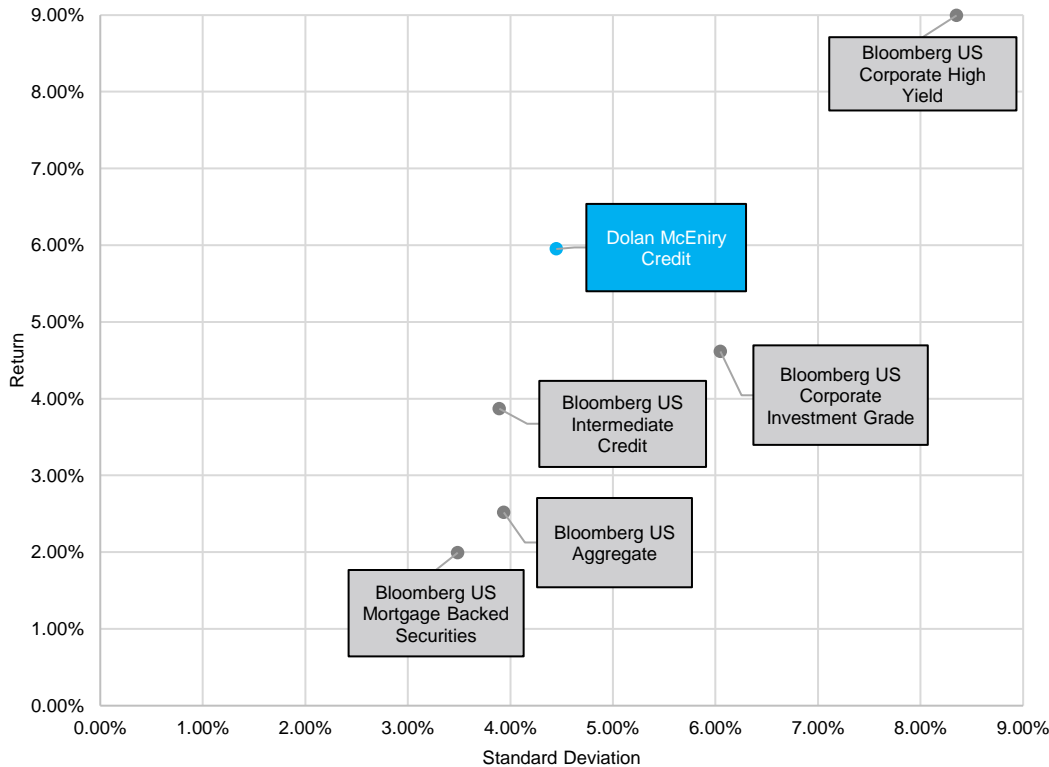 9.00%
Bloomberg US
Corporate High
Yield
8.00%
7.00%
Dolan McEniry
Credit
6.00%
5.00%
Return
Bloomberg US
Corporate
Investment Grade
4.00%
Bloomberg US
Intermediate
Credit
3.00%
Bloomberg US
Aggregate
2.00%
Bloomberg US
Mortgage Backed
Securities
1.00%
0.00%
0.00% 1.00% 2.00% 3.00% 4.00% 5.00% 6.00% 7.00% 8.00% 9.00%
Standard Deviation